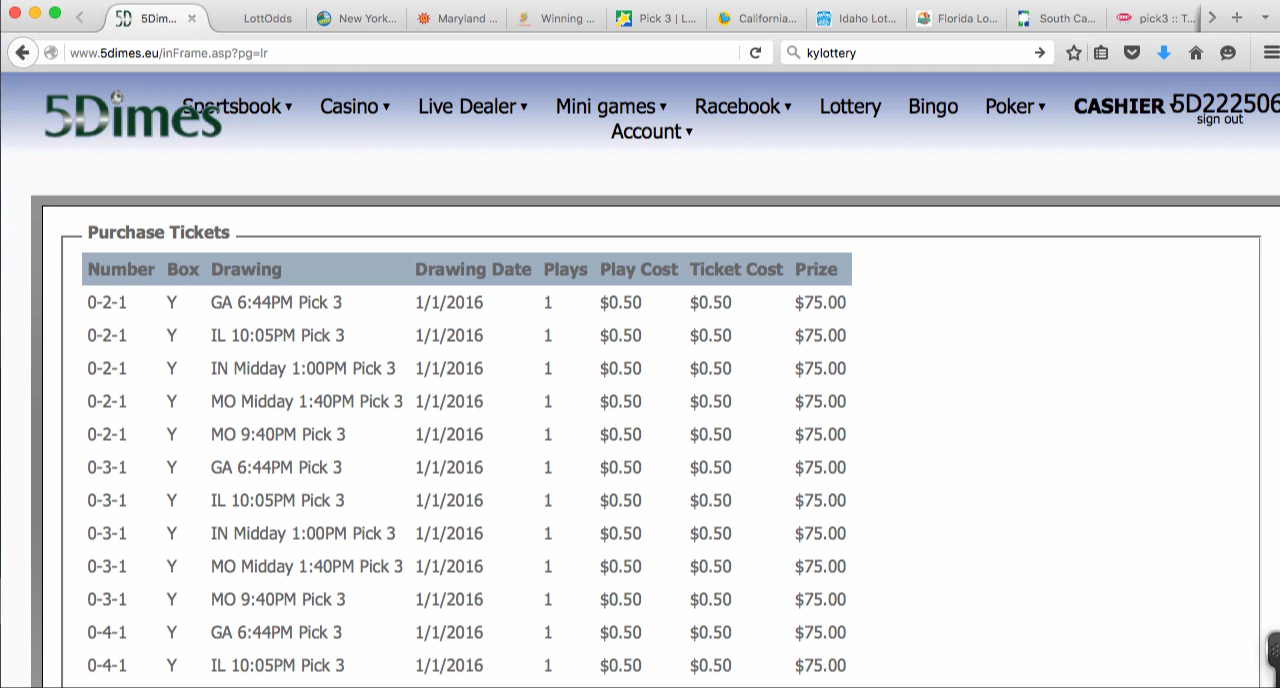 5Dim...
LottOdds
New York...
Maryland ...
Winning ...
Pick 3 | L...
California...
Idaho Lot...
Florida Lo...
South Ca...
pick3 :: T...
www.5dimes.eu/inFrame.asp?pg=lr
kylottery
5Dimes
Sportsbook Casino Live Dealer Mini games Racebook Lottery Bingo Poker CASHIER 5D222506
sign out
Account
Purchase Tickets
Number Box Drawing Drawing Date Plays Play Cost Ticket Cost Prize
0-2-1 Y GA 6:44PM Pick 3 1/1/2016 1 $0.50 $0.50 $75.00
0-2-1 Y IL 10:05PM Pick 3 1/1/2016 1 $0.50 $0.50 $75.00
0-2-1 Y IN Midday 1:00PM Pick 3 1/1/2016 1 $0.50 $0.50 $75.00
0-2-1 Y MO Midday 1:40PM Pick 3 1/1/2016 1 $0.50 $0.50 $75.00
0-2-1 Y MO 9:40PM Pick 3 1/1/2016 1 $0.50 $0.50 $75.00
0-3-1 Y GA 6:44PM Pick 3 1/1/2016 1 $0.50 $0.50 $75.00
0-3-1 Y IL 10:05PM Pick 3 1/1/2016 1 $0.50 $0.50 $75.00
0-3-1 Y IN Midday 1:00PM Pick 3 1/1/2016 1 $0.50 $0.50 $75.00
0-3-1 Y MO Midday 1:40PM Pick 3 1/1/2016 1 $0.50 $0.50 $75.00
0-3-1 Y MO 9:40PM Pick 3 1/1/2016 1 $0.50 $0.50 $75.00
0-4-1 Y GA 6:44PM Pick 3 1/1/2016 1 $0.50 $0.50 $75.00
0-4-1 Y IL 10:05PM Pick 3 1/1/2016 1 $0.50 $0.50 $75.00